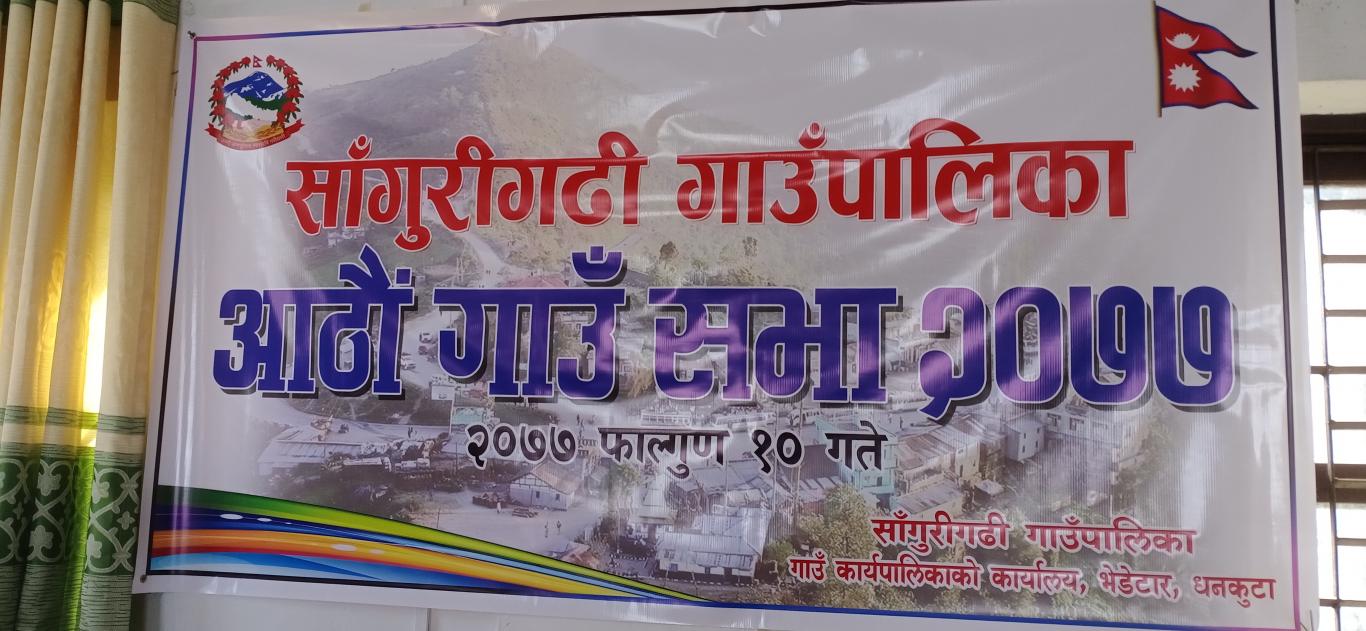 साँगुरीगढी गाउँपालिका
आठौं गाउँ सभा २०७७
२०७७ फाल्गुण १० गते
साँगुरीगढी गाउँपालिका
गाउँ कार्यपालिकाको कार्यालय, भेडेटार, धनकुटा